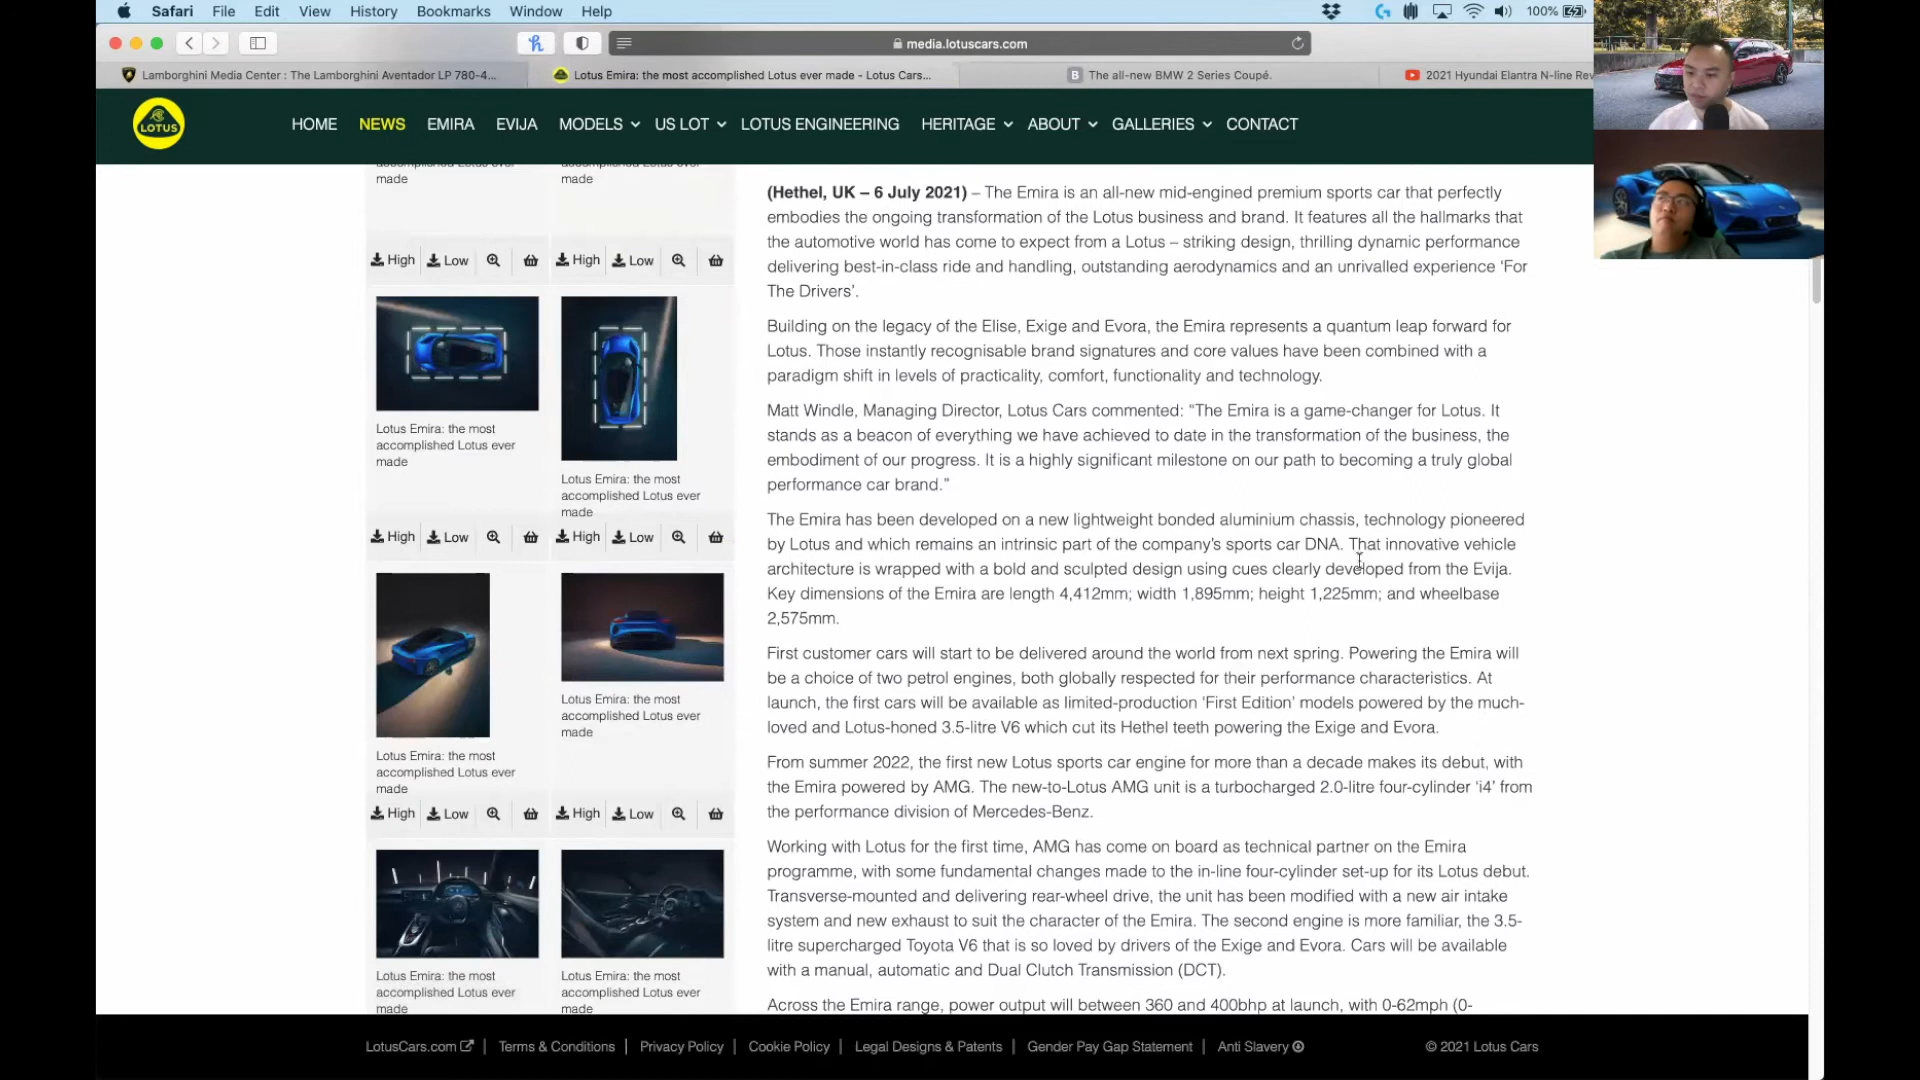 Safari File Edit View History Bookmarks Window Help 100%
media.lotuscars.com
Lamborghini Media Center : The Lamborghini Aventador LP 780-4...
Lotus Emira: the most accomplished Lotus ever made - Lotus Cars...
B The all-new BMW 2 Series Coupé.
2021 Hyundai Elantra N-line Rev
LOTUS
HOME NEWS EMIRA EVIJA MODELS US LOT LOTUS ENGINEERING HERITAGE ABOUT GALLERIES CONTACT
accomplished Lotus ever
made
accomplished Lotus ever
made
High Low High Low
Lotus Emira: the most
accomplished Lotus ever
made
Lotus Emira: the most
accomplished Lotus ever
made
High Low High Low
Lotus Emira: the most
accomplished Lotus ever
made
Lotus Emira: the most
accomplished Lotus ever
made
High Low High Low
Lotus Emira: the most
accomplished Lotus ever
made
Lotus Emira: the most
accomplished Lotus ever
made
(Hethel, UK – 6 July 2021) – The Emira is an all-new mid-engined premium sports car that perfectly
embodies the ongoing transformation of the Lotus business and brand. It features all the hallmarks that
the automotive world has come to expect from a Lotus – striking design, thrilling dynamic performance
delivering best-in-class ride and handling, outstanding aerodynamics and an unrivalled experience ‘For
The Drivers’.
Building on the legacy of the Elise, Exige and Evora, the Emira represents a quantum leap forward for
Lotus. Those instantly recognisable brand signatures and core values have been combined with a
paradigm shift in levels of practicality, comfort, functionality and technology.
Matt Windle, Managing Director, Lotus Cars commented: “The Emira is a game-changer for Lotus. It
stands as a beacon of everything we have achieved to date in the transformation of the business, the
embodiment of our progress. It is a highly significant milestone on our path to becoming a truly global
performance car brand.”
The Emira has been developed on a new lightweight bonded aluminium chassis, technology pioneered
by Lotus and which remains an intrinsic part of the company’s sports car DNA. That innovative vehicle
architecture is wrapped with a bold and sculpted design using cues clearly developed from the Evija.
Key dimensions of the Emira are length 4,412mm; width 1,895mm; height 1,225mm; and wheelbase
2,575mm.
First customer cars will start to be delivered around the world from next spring. Powering the Emira will
be a choice of two petrol engines, both globally respected for their performance characteristics. At
launch, the first cars will be available as limited-production ‘First Edition’ models powered by the much-
loved and Lotus-honed 3.5-litre V6 which cut its Hethel teeth powering the Exige and Evora.
From summer 2022, the first new Lotus sports car engine for more than a decade makes its debut, with
the Emira powered by AMG. The new-to-Lotus AMG unit is a turbocharged 2.0-litre four-cylinder ‘i4’ from
the performance division of Mercedes-Benz.
Working with Lotus for the first time, AMG has come on board as technical partner on the Emira
programme, with some fundamental changes made to the in-line four-cylinder set-up for its Lotus debut.
Transverse-mounted and delivering rear-wheel drive, the unit has been modified with a new air intake
system and new exhaust to suit the character of the Emira. The second engine is more familiar, the 3.5-
litre supercharged Toyota V6 that is so loved by drivers of the Exige and Evora. Cars will be available
with a manual, automatic and Dual Clutch Transmission (DCT).
Across the Emira range, power output will between 360 and 400bhp at launch, with 0-62mph (0-
LotusCars.com | Terms & Conditions | Privacy Policy | Cookie Policy | Legal Designs & Patents | Gender Pay Gap Statement | Anti Slavery © 2021 Lotus Cars